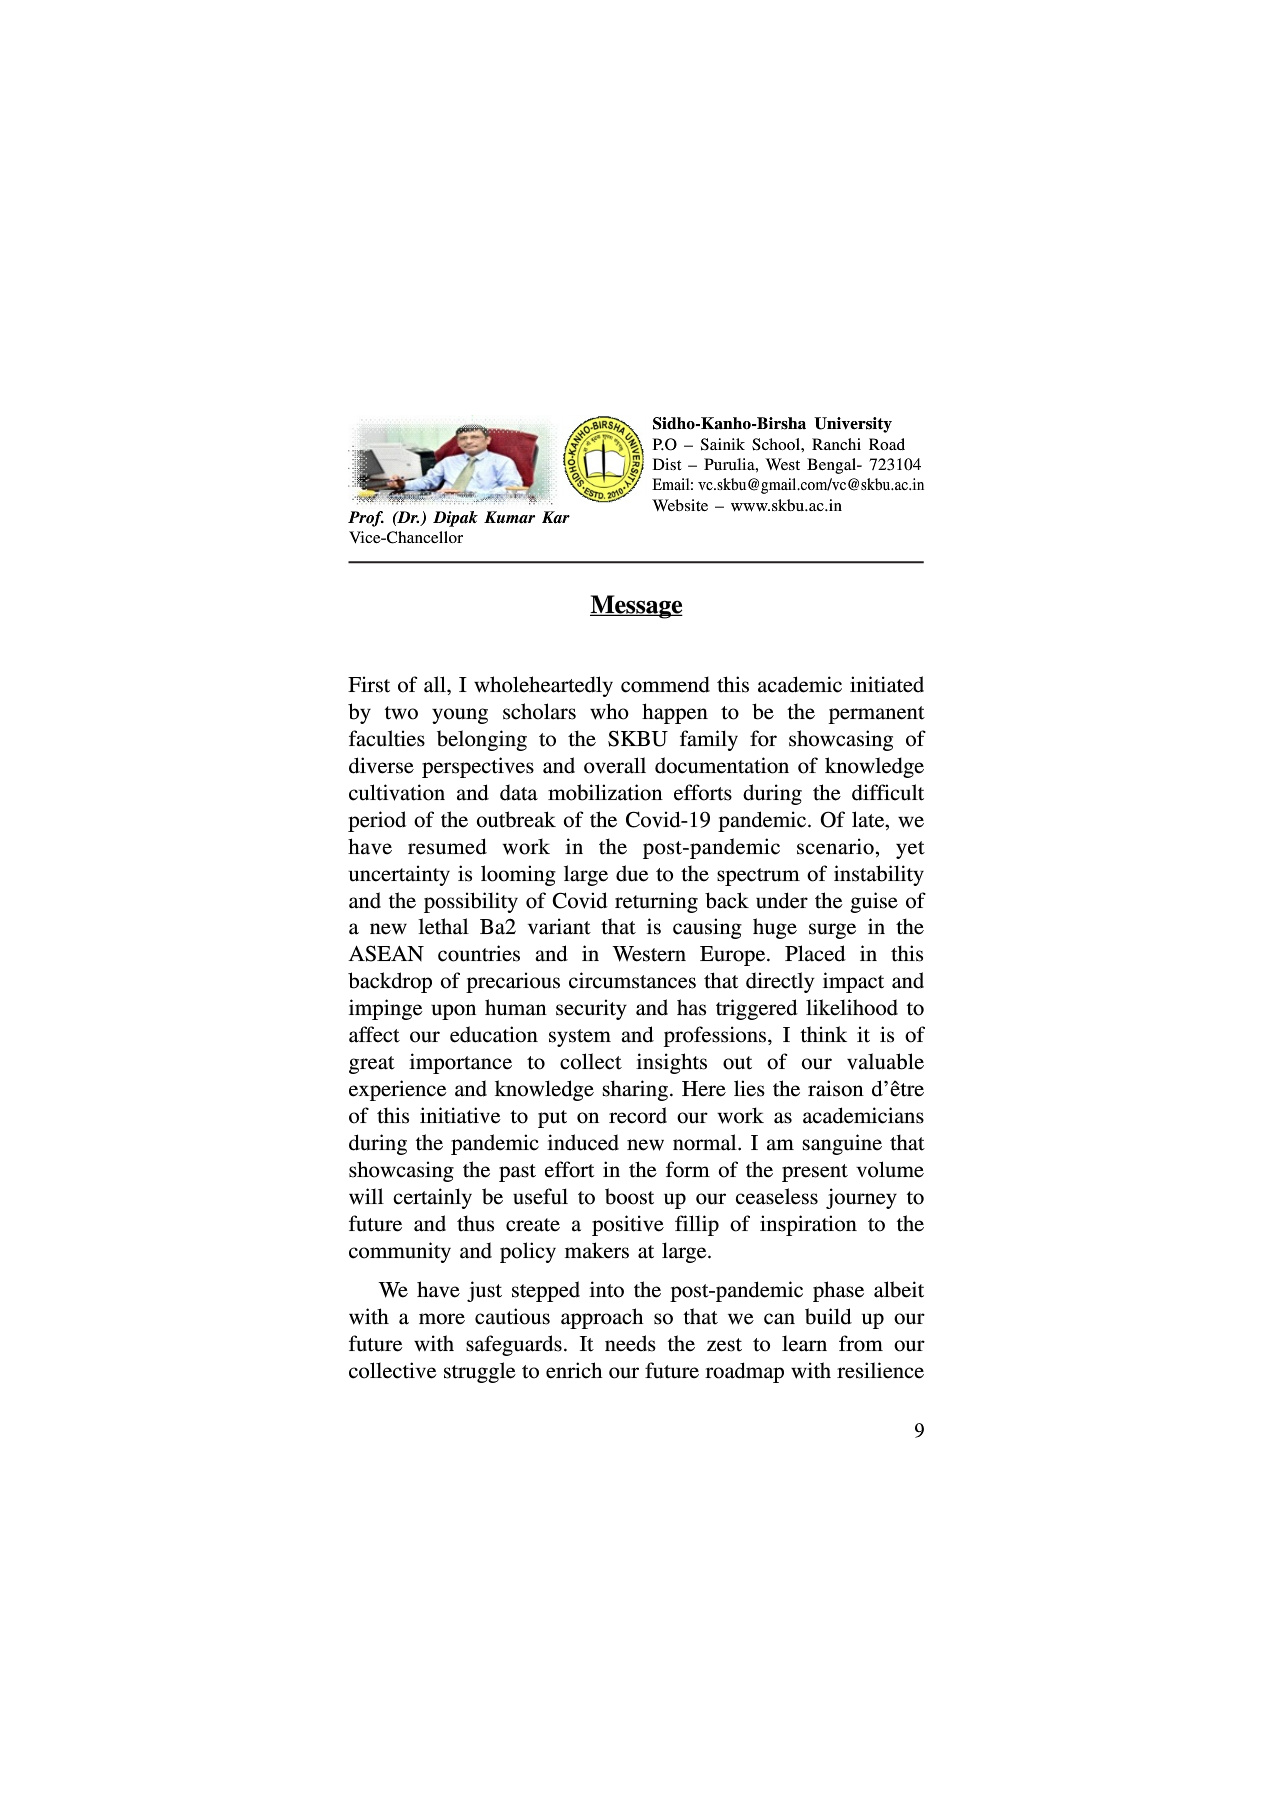 SIDHO-KANHO-BIRSHA UNIVERSITY
ESTD. 2010
Sidho-Kanho-Birsha University
P.O – Sainik School, Ranchi Road
Dist – Purulia, West Bengal- 723104
Email: vc.skbu@gmail.com/vc@skbu.ac.in
Website – www.skbu.ac.in
Prof. (Dr.) Dipak Kumar Kar
Vice-Chancellor
Message
First of all, I wholeheartedly commend this academic initiated
by two young scholars who happen to be the permanent
faculties belonging to the SKBU family for showcasing of
diverse perspectives and overall documentation of knowledge
cultivation and data mobilization efforts during the difficult
period of the outbreak of the Covid-19 pandemic. Of late, we
have resumed work in the post-pandemic scenario, yet
uncertainty is looming large due to the spectrum of instability
and the possibility of Covid returning back under the guise of
a new lethal Ba2 variant that is causing huge surge in the
ASEAN countries and in Western Europe. Placed in this
backdrop of precarious circumstances that directly impact and
impinge upon human security and has triggered likelihood to
affect our education system and professions, I think it is of
great importance to collect insights out of our valuable
experience and knowledge sharing. Here lies the raison d’être
of this initiative to put on record our work as academicians
during the pandemic induced new normal. I am sanguine that
showcasing the past effort in the form of the present volume
will certainly be useful to boost up our ceaseless journey to
future and thus create a positive fillip of inspiration to the
community and policy makers at large.
We have just stepped into the post-pandemic phase albeit
with a more cautious approach so that we can build up our
future with safeguards. It needs the zest to learn from our
collective struggle to enrich our future roadmap with resilience
9